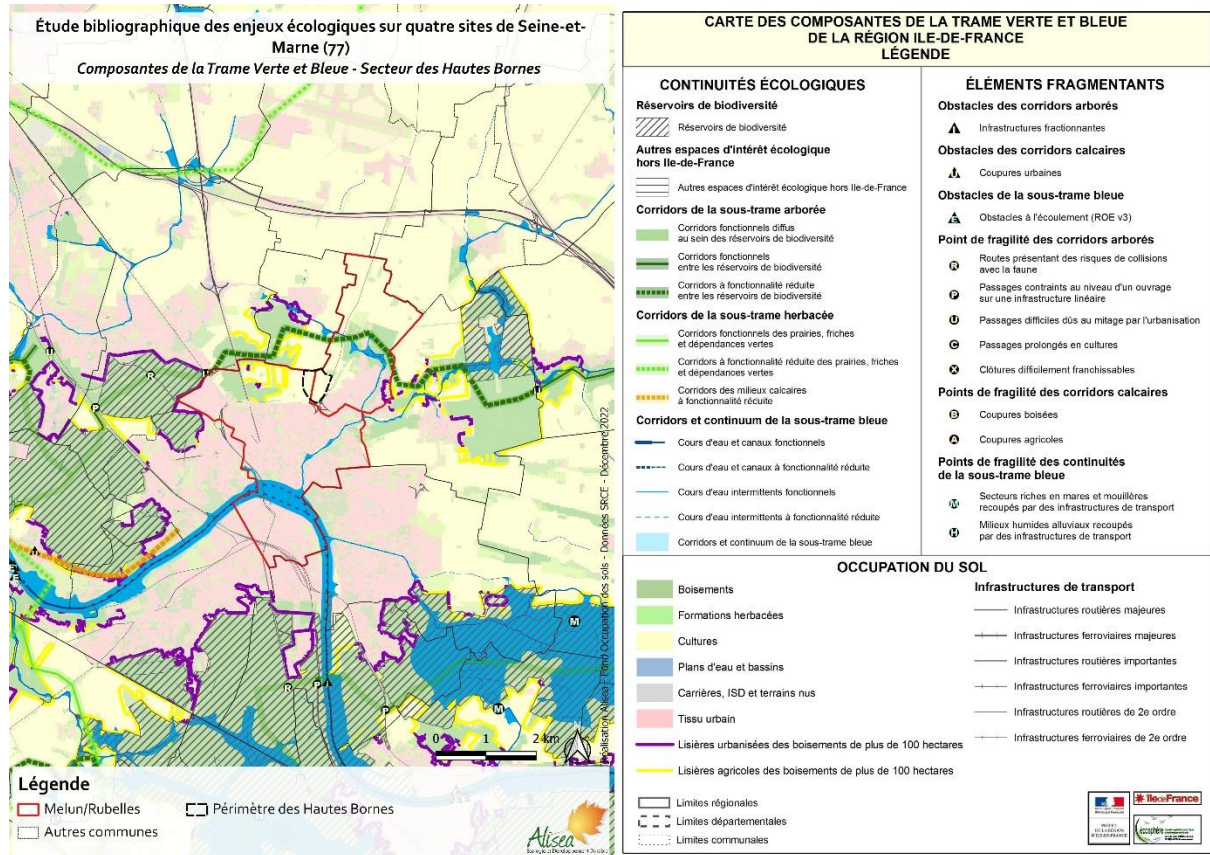 Étude bibliographique des enjeux écologiques sur quatre sites de Seine-et-
Marne (77)
Composantes de la Trame Verte et Bleue - Secteur des Hautes Bornes
R
P
M
R
P
P
M
0 1 2 km
Réalisation Alisea - Fond Occupation des sols - Données SRCE - Décembre 2022
Légende
Melun/Rubelles
Périmètre des Hautes Bornes
Autres communes
Alisea
CARTE DES COMPOSANTES DE LA TRAME VERTE ET BLEUE
DE LA RÉGION ILE-DE-FRANCE
LÉGENDE
CONTINUITÉS ÉCOLOGIQUES
Réservoirs de biodiversité
Réservoirs de biodiversité
Autres espaces d'intérêt écologique
hors Ile-de-France
Autres espaces d'intérêt écologique hors Ile-de-France
Corridors de la sous-trame arborée
Corridors fonctionnels diffus
au sein des réservoirs de biodiversité
Corridors fonctionnels
entre les réservoirs de biodiversité
Corridors à fonctionnalité réduite
entre les réservoirs de biodiversité
Corridors de la sous-trame herbacée
Corridors fonctionnels des prairies, friches
et dépendances vertes
Corridors à fonctionnalité réduite des prairies, friches
et dépendances vertes
Corridors des milieux calcaires
à fonctionnalité réduite
Corridors et continuum de la sous-trame bleue
Cours d'eau et canaux fonctionnels
Cours d'eau et canaux à fonctionnalité réduite
Cours d'eau intermittents fonctionnels
Cours d'eau intermittents à fonctionnalité réduite
Corridors et continuum de la sous-trame bleue
ÉLÉMENTS FRAGMENTANTS
Obstacles des corridors arborés
Infrastructures fractionnantes
Obstacles des corridors calcaires
Coupures urbaines
Obstacles de la sous-trame bleue
Obstacles à l'écoulement (ROE v3)
Point de fragilité des corridors arborés
R Routes présentant des risques de collisions
avec la faune
P Passages contraints au niveau d'un ouvrage
sur une infrastructure linéaire
U Passages difficiles dûs au mitage par l'urbanisation
C Passages prolongés en cultures
X Clôtures difficilement franchissables
Points de fragilité des corridors calcaires
B Coupures boisées
A Coupures agricoles
Points de fragilité des continuités
de la sous-trame bleue
M Secteurs riches en mares et mouillères
recoupés par des infrastructures de transport
H Milieux humides alluviaux recoupés
par des infrastructures de transport
OCCUPATION DU SOL
Boisements
Formations herbacées
Cultures
Plans d'eau et bassins
Carrières, ISD et terrains nus
Tissu urbain
Lisières urbanisées des boisements de plus de 100 hectares
Lisières agricoles des boisements de plus de 100 hectares
Limites régionales
Limites départementales
Limites communales
Infrastructures de transport
Infrastructures routières majeures
Infrastructures ferroviaires majeures
Infrastructures routières importantes
Infrastructures ferroviaires importantes
Infrastructures routières de 2e ordre
Infrastructures ferroviaires de 2e ordre
île de France
écosphère